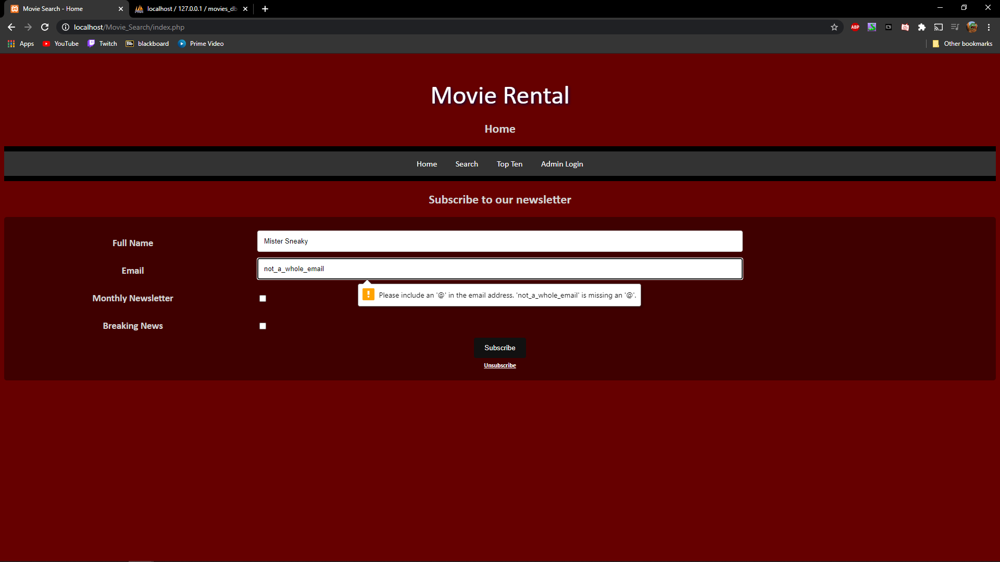 Movie Search - Home
localhost / 127.0.0.1 / movies_db
localhost/Movie_Search/index.php
ABP
Apps YouTube Twitch Bb blackboard Prime Video Other bookmarks
Movie Rental
Home
Home Search Top Ten Admin Login
Subscribe to our newsletter
Full Name Mister Sneaky
Email not_a_whole_email
Please include an '@' in the email address. 'not_a_whole_email' is missing an '@'.
Monthly Newsletter
Breaking News
Subscribe
Unsubscribe